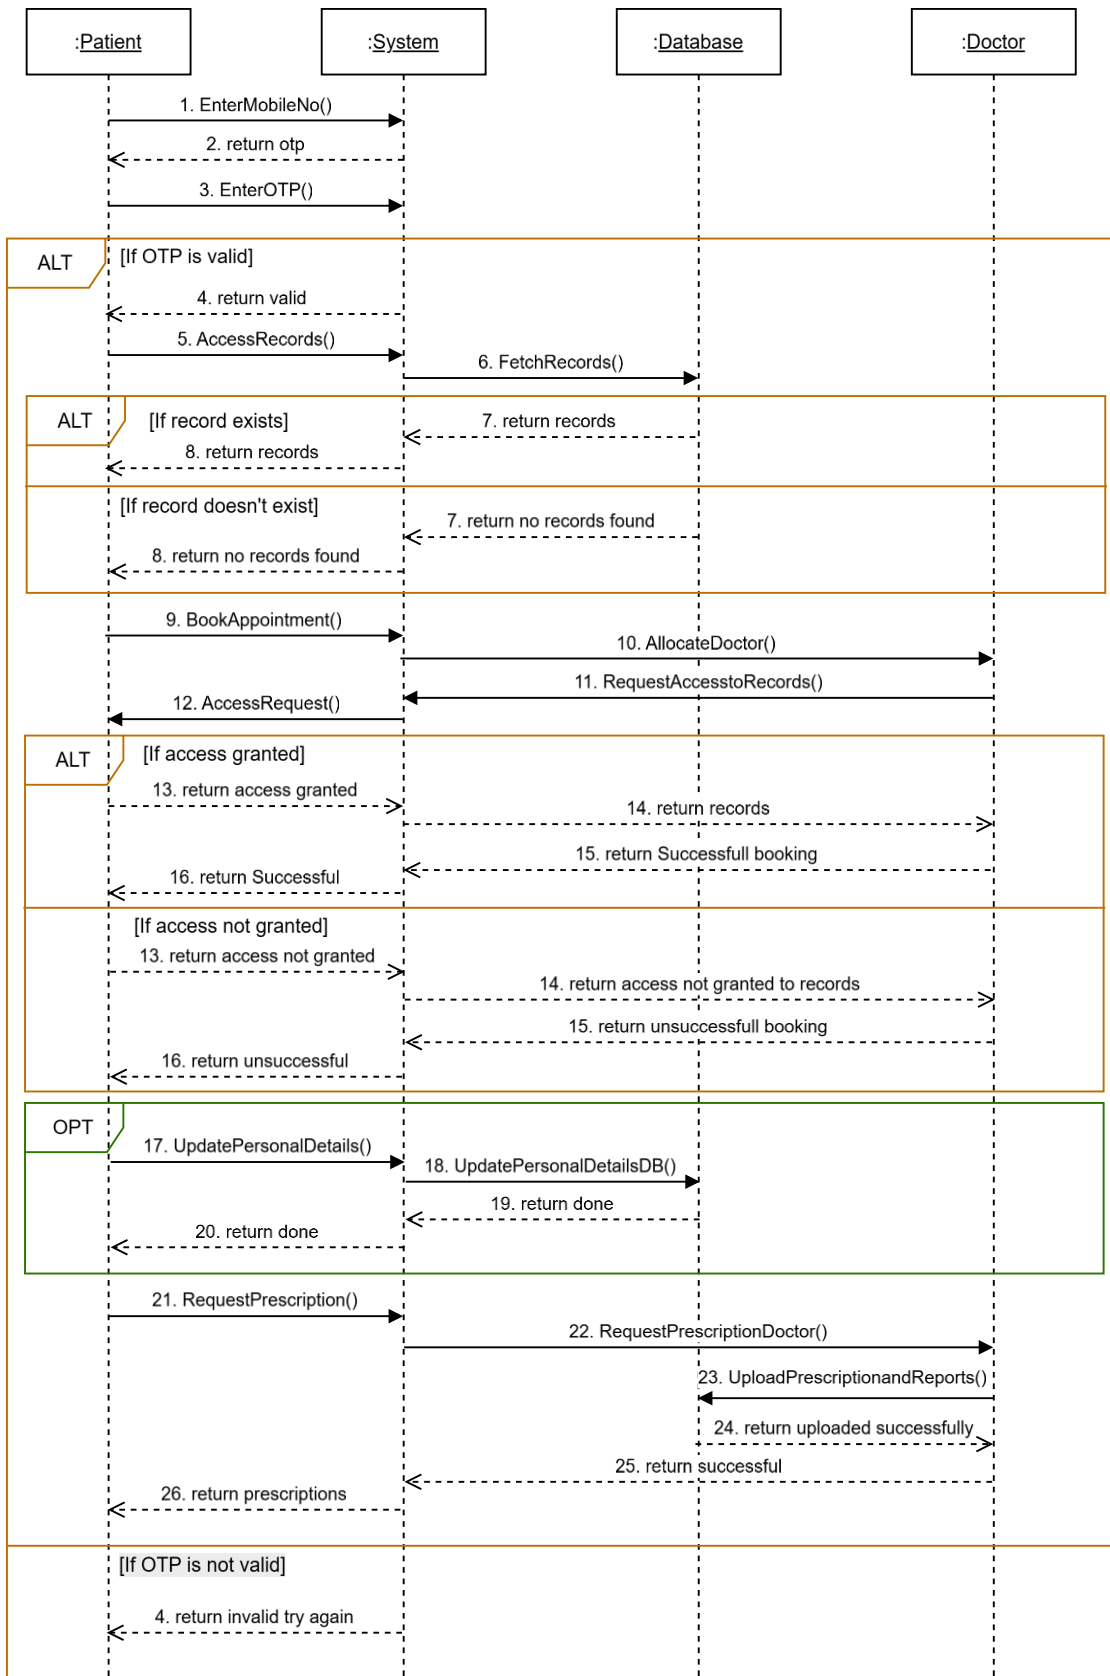 :Patient
:System
:Database
:Doctor
1. EnterMobileNo()
2. return otp
3. EnterOTP()
ALT
[If OTP is valid]
4. return valid
5. AccessRecords()
6. FetchRecords()
ALT
[If record exists]
7. return records
8. return records
[If record doesn't exist]
7. return no records found
8. return no records found
9. BookAppointment()
10. AllocateDoctor()
11. RequestAccesstoRecords()
12. AccessRequest()
ALT
[If access granted]
13. return access granted
14. return records
15. return Successfull booking
16. return Successful
[If access not granted]
13. return access not granted
14. return access not granted to records
15. return unsuccessfull booking
16. return unsuccessful
OPT
17. UpdatePersonalDetails()
18. UpdatePersonalDetailsDB()
19. return done
20. return done
21. RequestPrescription()
22. RequestPrescriptionDoctor()
23. UploadPrescriptionandReports()
24. return uploaded successfully
25. return successful
26. return prescriptions
[If OTP is not valid]
4. return invalid try again